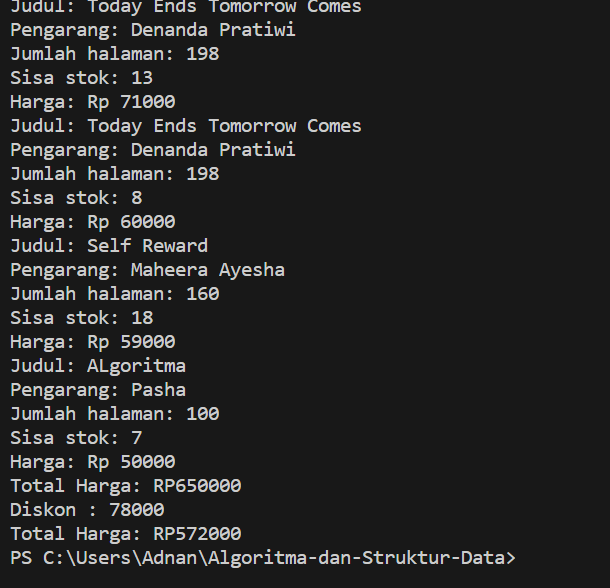 Judul: Today Ends Tomorrow Comes
Pengarang: Denanda Pratiwi
Jumlah halaman: 198
Sisa stok: 13
Harga: Rp 71000
Judul: Today Ends Tomorrow Comes
Pengarang: Denanda Pratiwi
Jumlah halaman: 198
Sisa stok: 8
Harga: Rp 60000
Judul: Self Reward
Pengarang: Maheera Ayesha
Jumlah halaman: 160
Sisa stok: 18
Harga: Rp 59000
Judul: ALgoritma
Pengarang: Pasha
Jumlah halaman: 100
Sisa stok: 7
Harga: Rp 50000
Total Harga: RP650000
Diskon : 78000
Total Harga: RP572000
PS C:\Users\Adnan\Algoritma-dan-Struktur-Data>